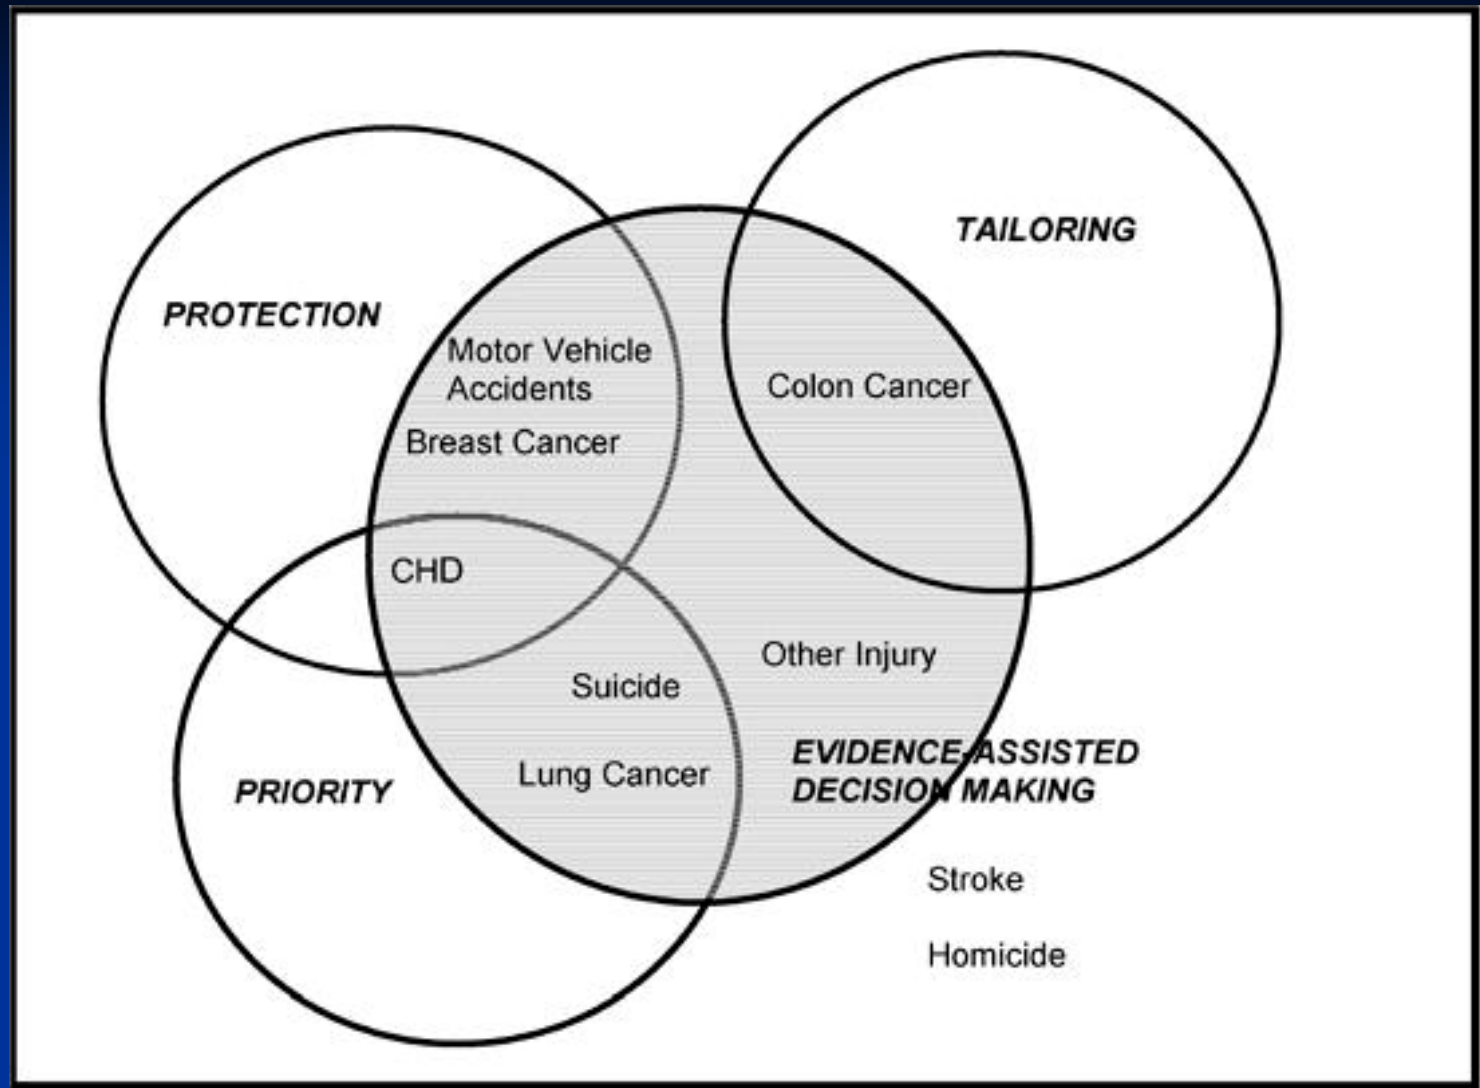 TAILORING
PROTECTION
Motor Vehicle
Accidents
Colon Cancer
Breast Cancer
CHD
Other Injury
Suicide
EVIDENCE-ASSISTED
DECISION MAKING
Lung Cancer
PRIORITY
Stroke
Homicide